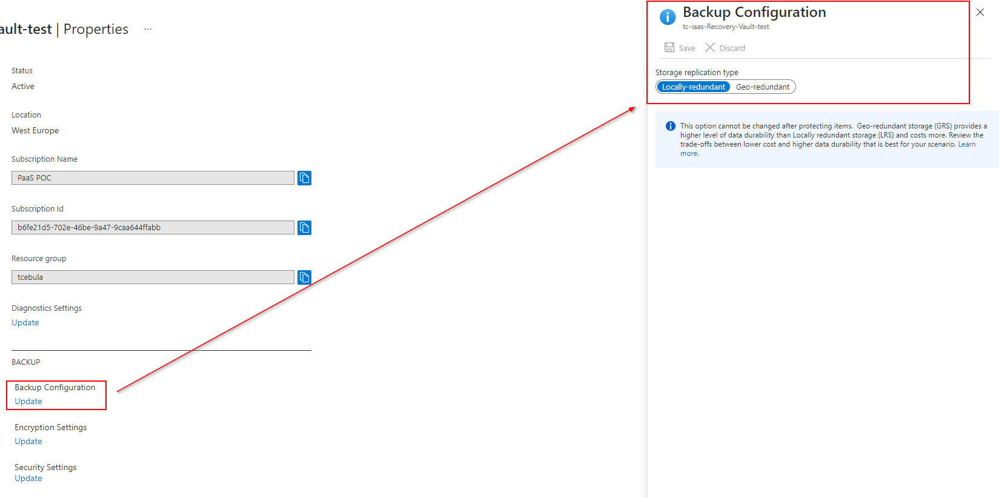 ault-test | Properties ...
Status
Active
Location
West Europe
Subscription Name
PaaS POC
Subscription Id
b6fe21d5-702e-46be-9a47-9caa644ffabb
Resource group
tcebula
Diagnostics Settings
Update
BACKUP
Backup Configuration
Update
Encryption Settings
Update
Security Settings
Update
Backup Configuration
tc-iaas-Recovery-Vault-test
Save Discard
Storage replication type
Locally-redundant Geo-redundant
This option cannot be changed after protecting items. Geo-redundant storage (GRS) provides a
higher level of data durability than Locally redundant storage (LRS) and costs more. Review the
trade-offs between lower cost and higher data durability that is best for your scenario. Learn
more.